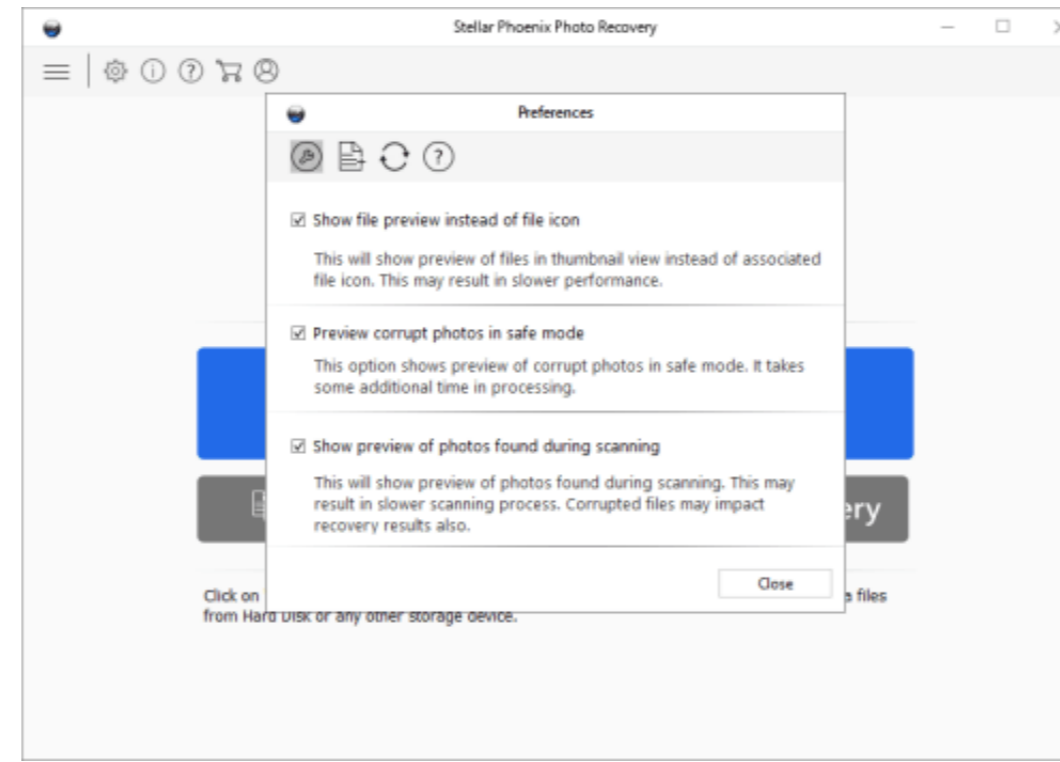 Stellar Phoenix Photo Recovery
Preferences
Show file preview instead of file icon
This will show preview of files in thumbnail view instead of associated
file icon. This may result in slower performance.
Preview corrupt photos in safe mode
This option shows preview of corrupt photos in safe mode. It takes
some additional time in processing.
Show preview of photos found during scanning
This will show preview of photos found during scanning. This may
result in slower scanning process. Corrupted files may impact
recovery results also.
ery
Close
Click on
a files
from Hard Disk or any other storage device.